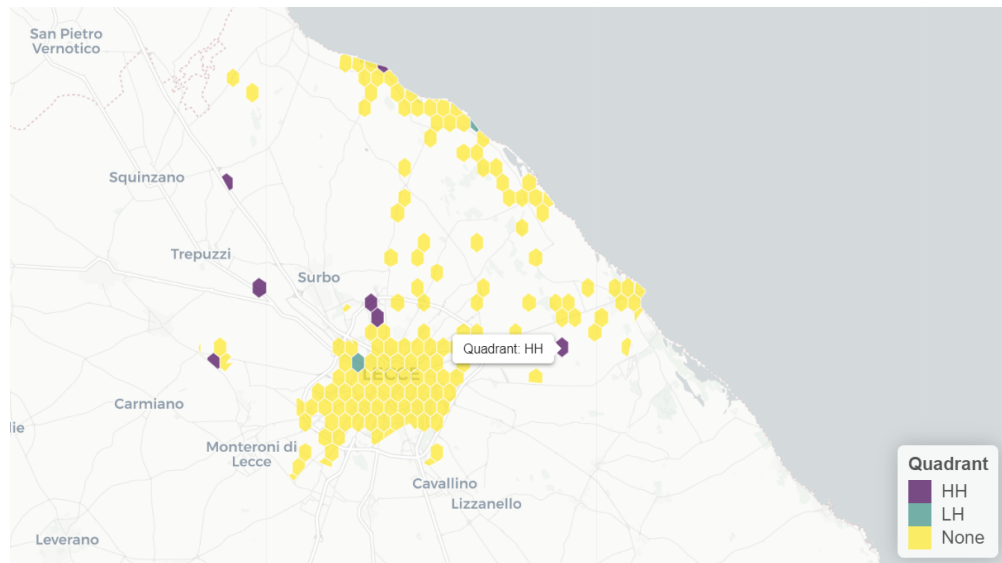 San Pietro
Vernotico
Squinzano
Trepuzzi
Surbo
Quadrant: HH
LECCE
Carmiano
lie
Monteroni di
Lecce
Cavallino
Lizzanello
Leverano
Quadrant
HH
LH
None